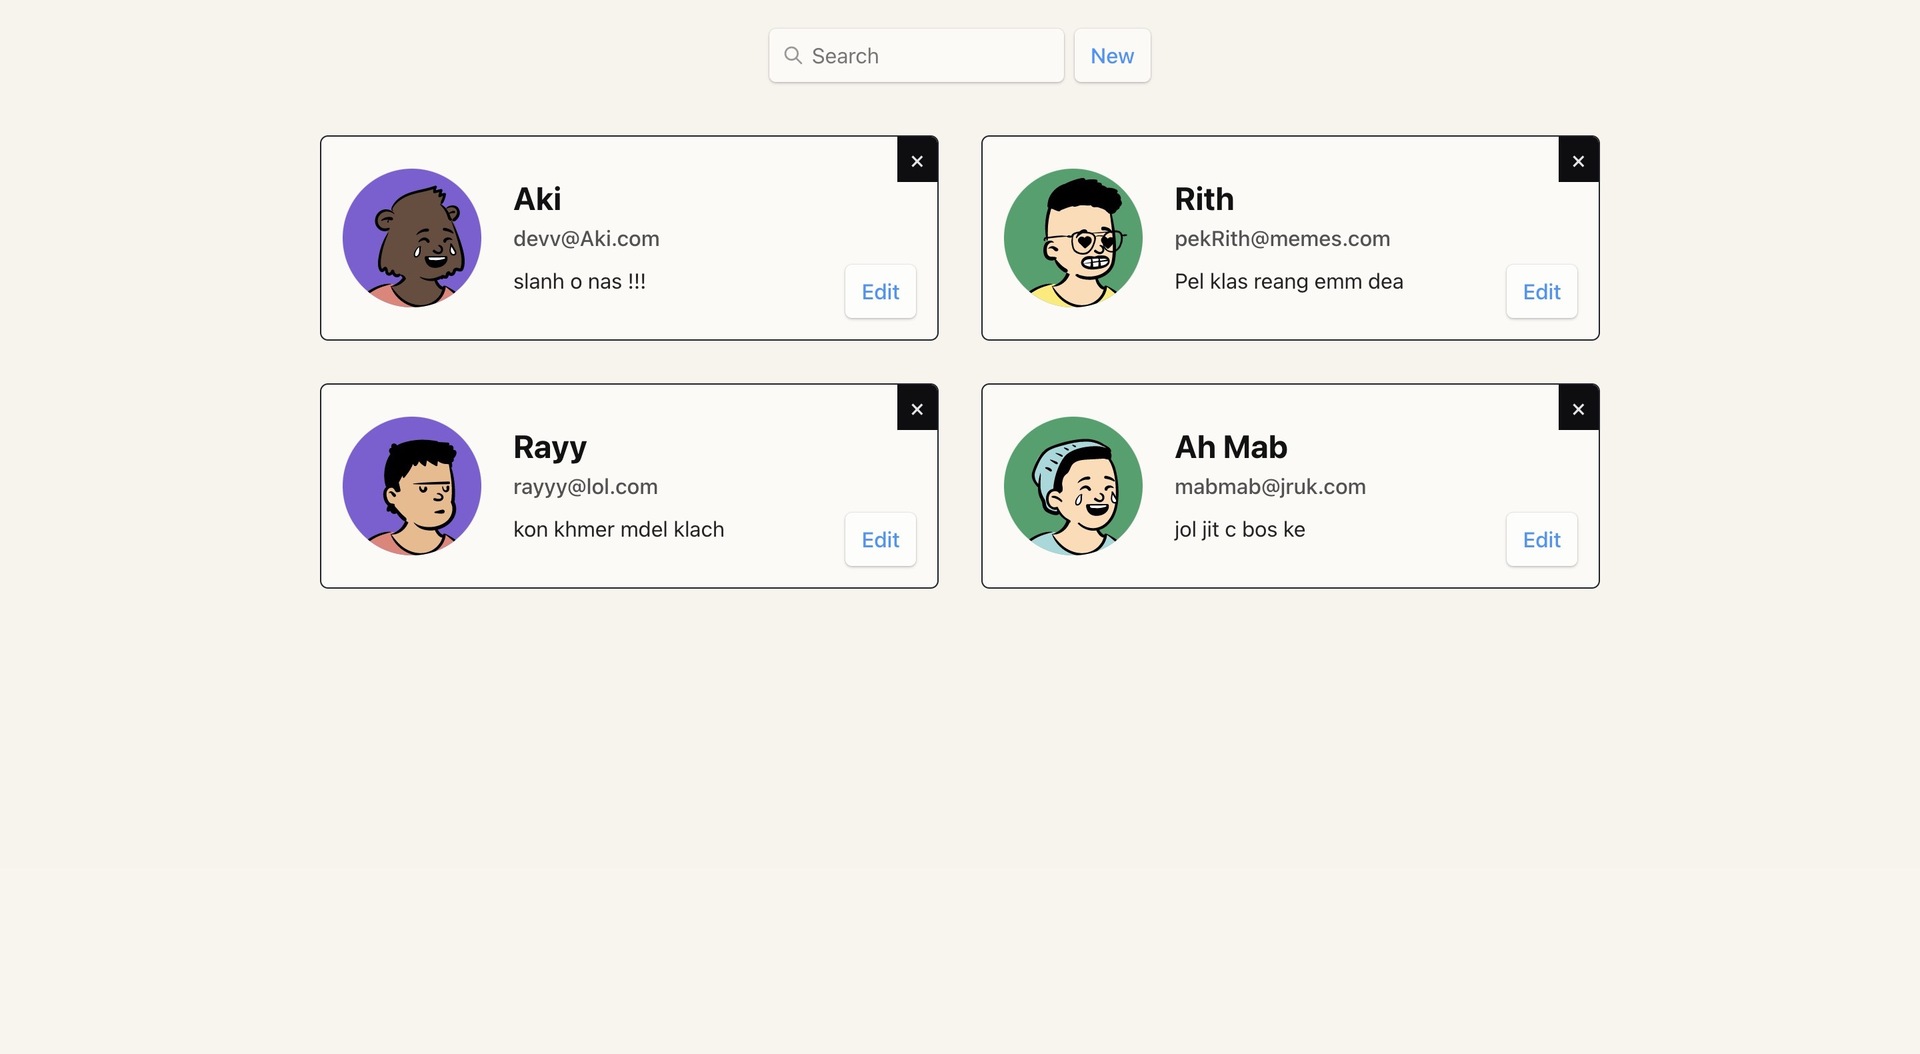 Search
New
×
Aki
devv@Aki.com
slanh o nas !!!
Edit
×
Rith
pekRith@memes.com
Pel klas reang emm dea
Edit
×
Rayy
rayyy@lol.com
kon khmer mdel klach
Edit
×
Ah Mab
mabmab@jruk.com
jol jit c bos ke
Edit